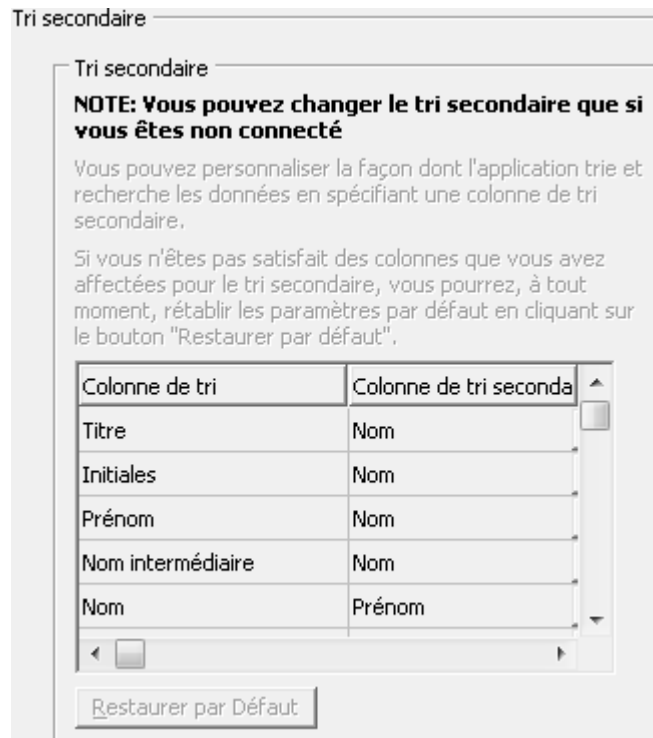 Tri secondaire
Tri secondaire
NOTE: Vous pouvez changer le tri secondaire que si
vous êtes non connecté
Vous pouvez personnaliser la façon dont l'application trie et
recherche les données en spécifiant une colonne de tri
secondaire.
Si vous n'êtes pas satisfait des colonnes que vous avez
affectées pour le tri secondaire, vous pourrez, à tout
moment, rétablir les paramètres par défaut en cliquant sur
le bouton "Restaurer par défaut".
Colonne de tri Colonne de tri seconda
Titre Nom
Initiales Nom
Prénom Nom
Nom intermédiaire Nom
Nom Prénom
Restaurer par Défaut